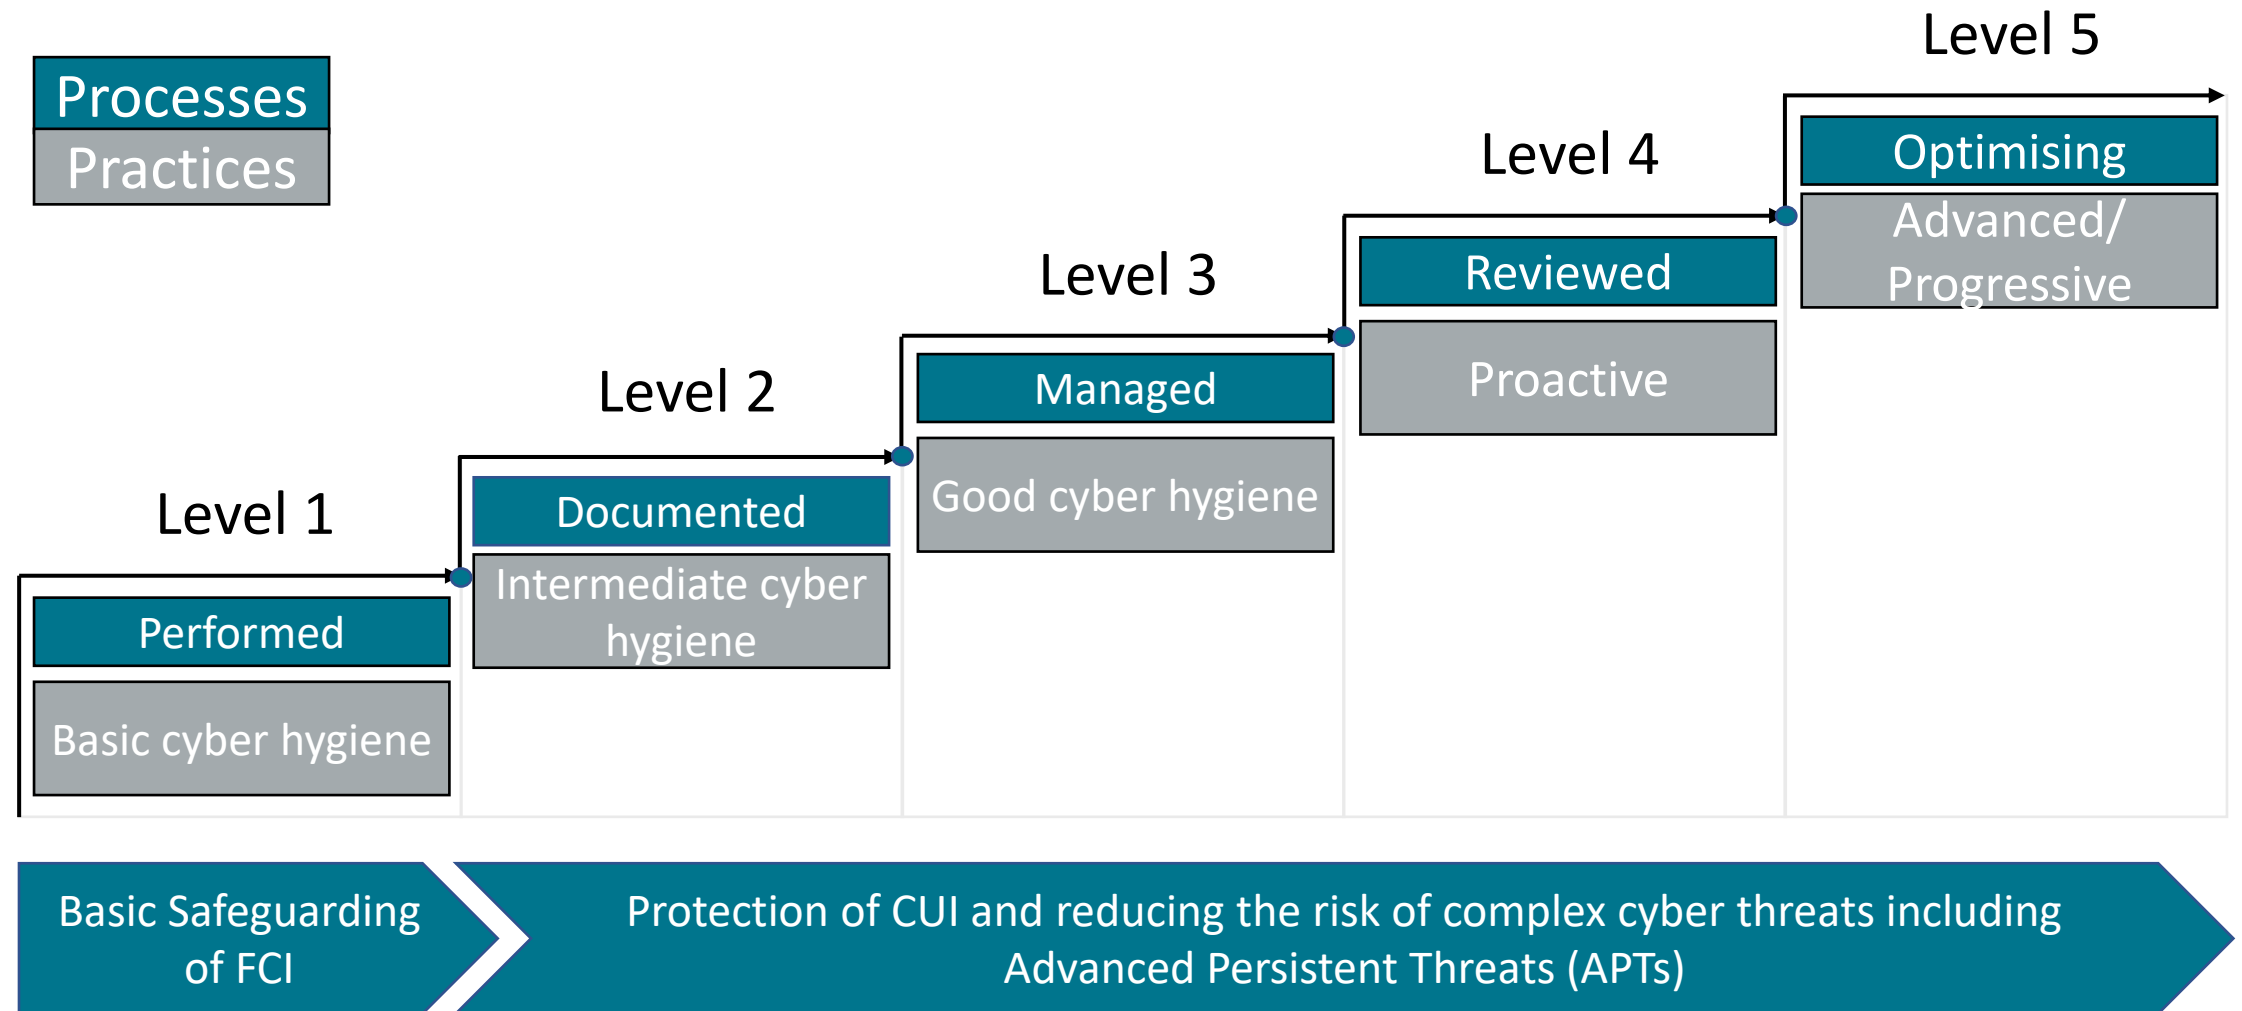 Processes
Practices
Level 1
Performed
Basic cyber hygiene
Level 2
Documented
Intermediate cyber
hygiene
Level 3
Managed
Good cyber hygiene
Level 4
Reviewed
Proactive
Level 5
Optimising
Advanced/
Progressive
Basic Safeguarding
of FCI
Protection of CUI and reducing the risk of complex cyber threats including
Advanced Persistent Threats (APTs)